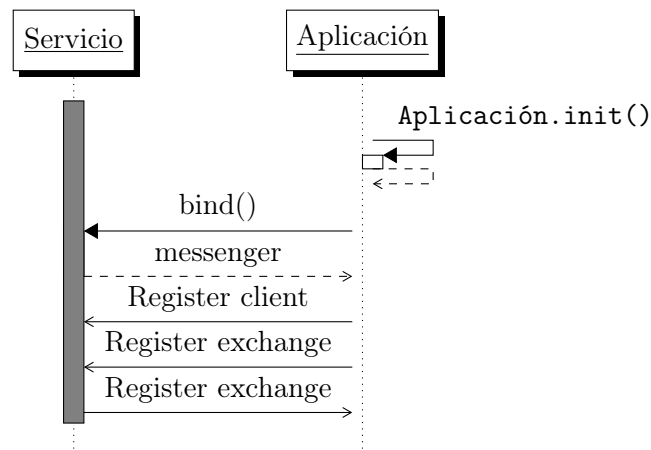 Servicio
Aplicación
Aplicación.init()
bind()
messenger
Register client
Register exchange
Register exchange